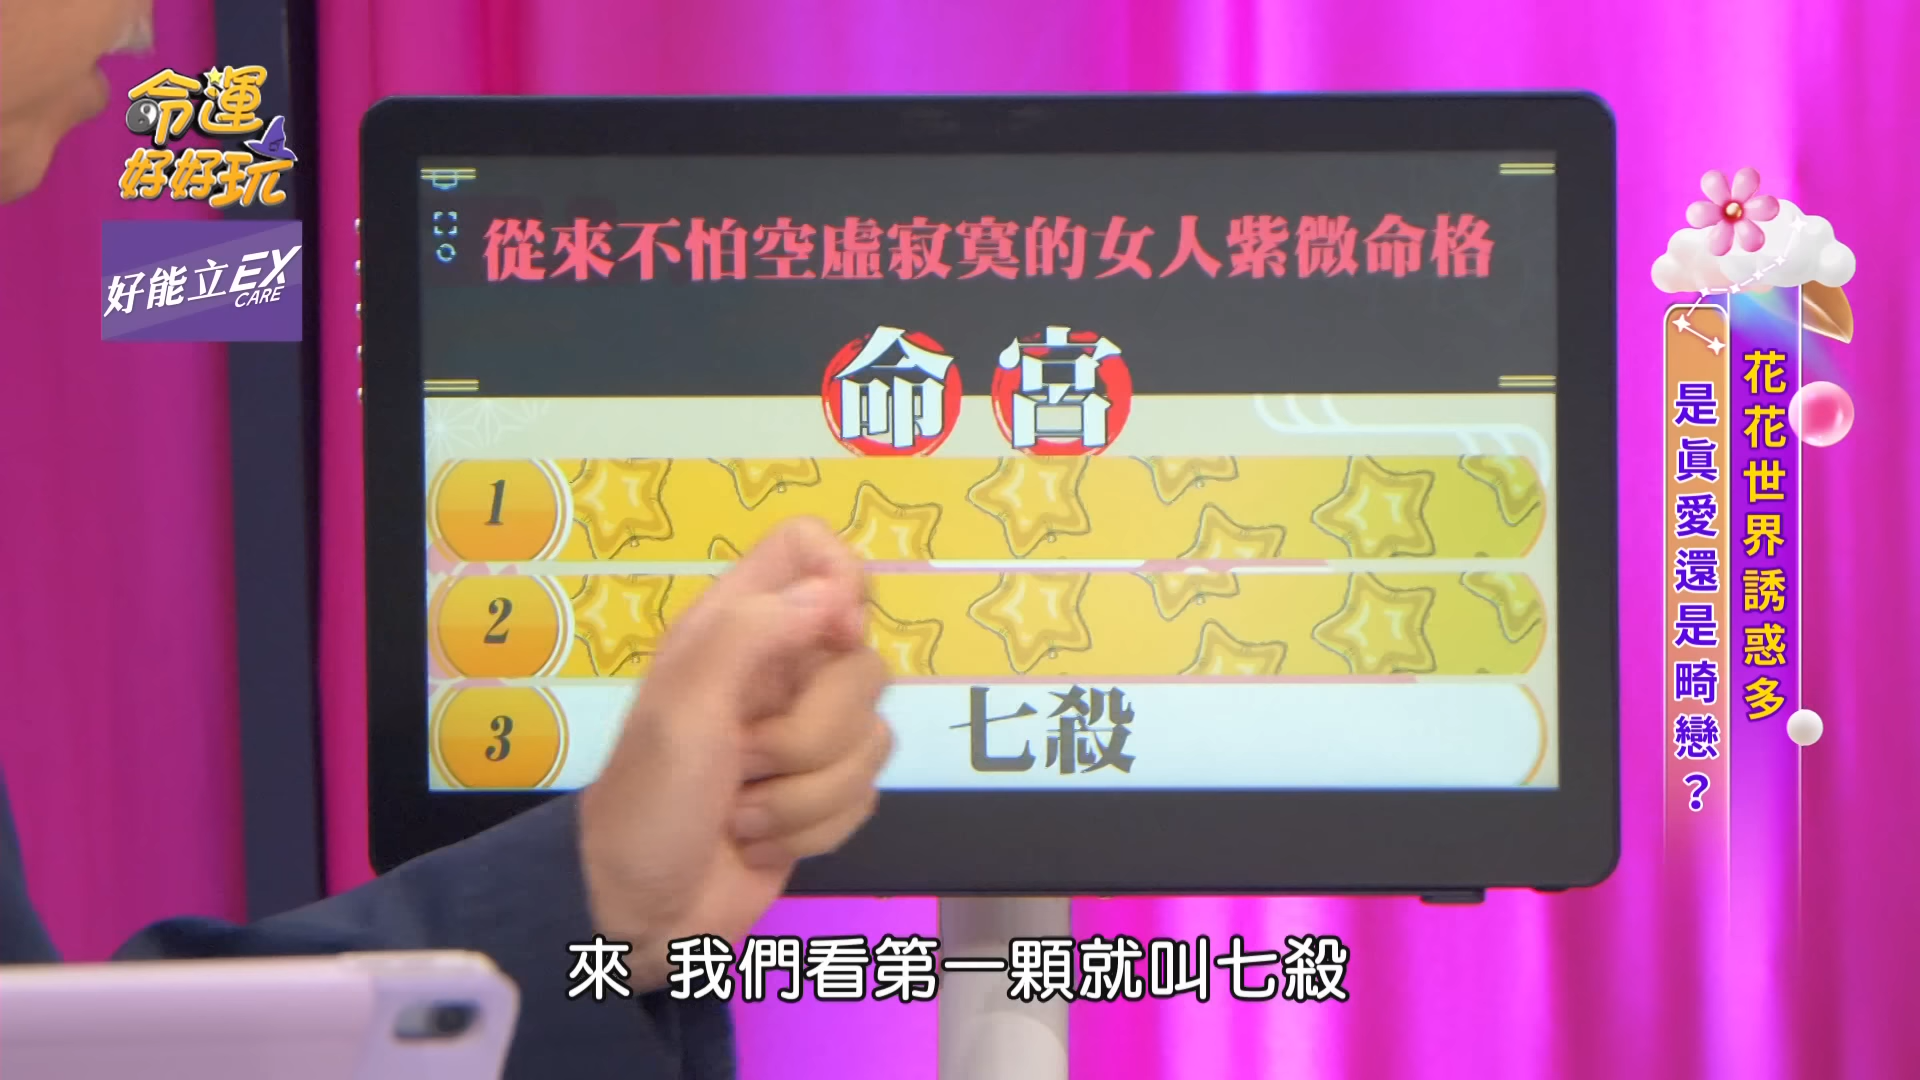 命運
好好玩
好能立EX
CARE
從來不怕空虛寂寞的女人紫微命格
命宮
1
2
3 七殺
花花世界誘惑多
是真愛還是畸戀？
來 我們看第一顆就叫七殺